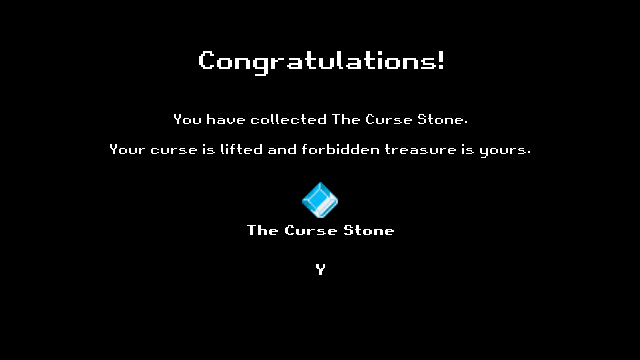 Congratulations!
You have collected The Curse Stone.
Your curse is lifted and forbidden treasure is yours.
The Curse Stone
Y